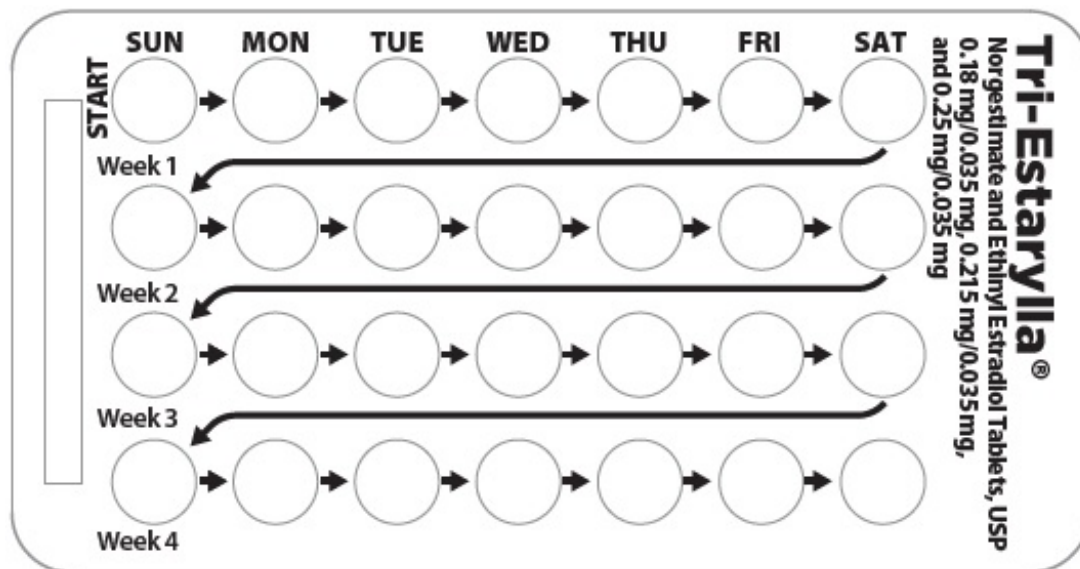 SUN MON TUE WED THU FRI SAT
START
Week 1
Week 2
Week 3
Week 4
Tri-Estarylla®
Norgestimate and Ethinyl Estradiol Tablets, USP
0.18 mg/0.035 mg, 0.215 mg/0.035 mg,
and 0.25 mg/0.035 mg